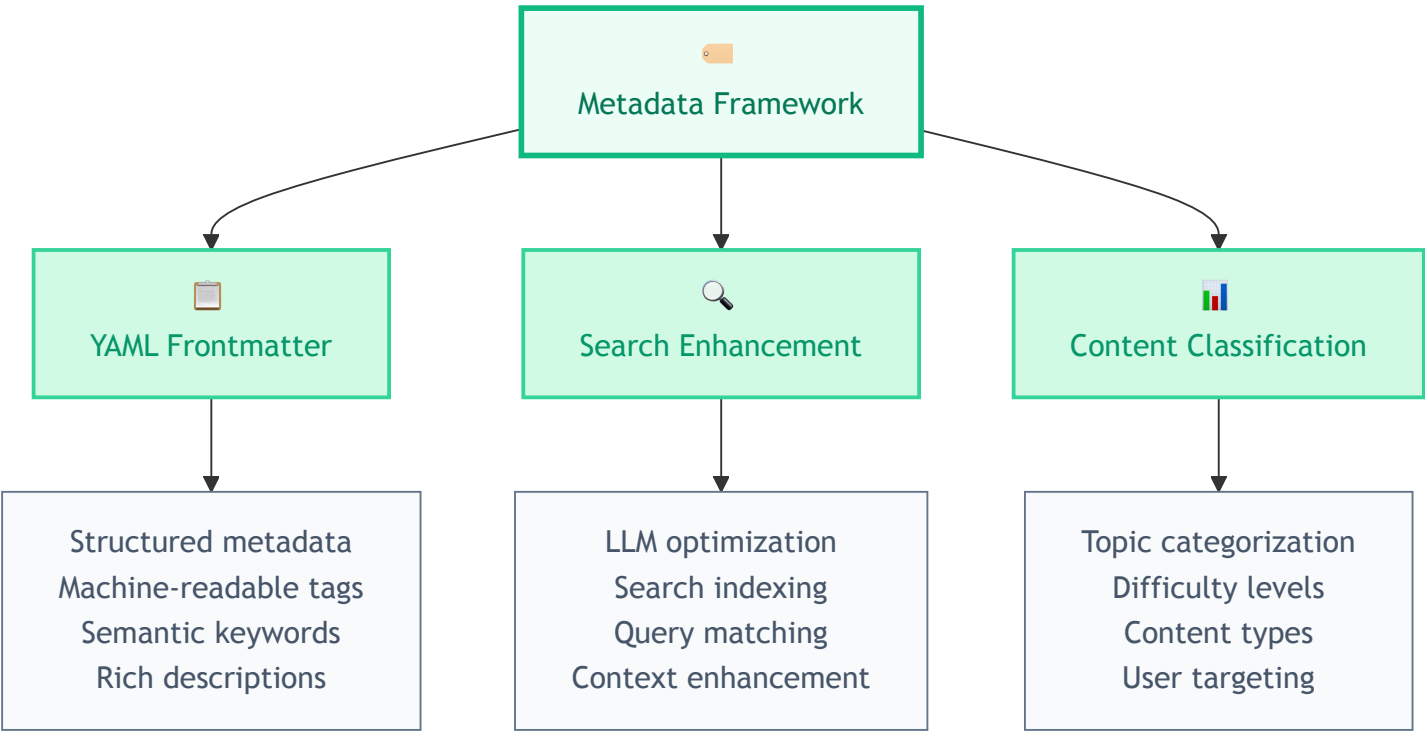 Metadata Framework
YAML Frontmatter
Search Enhancement
Content Classification
Structured metadata
Machine-readable tags
Semantic keywords
Rich descriptions
LLM optimization
Search indexing
Query matching
Context enhancement
Topic categorization
Difficulty levels
Content types
User targeting